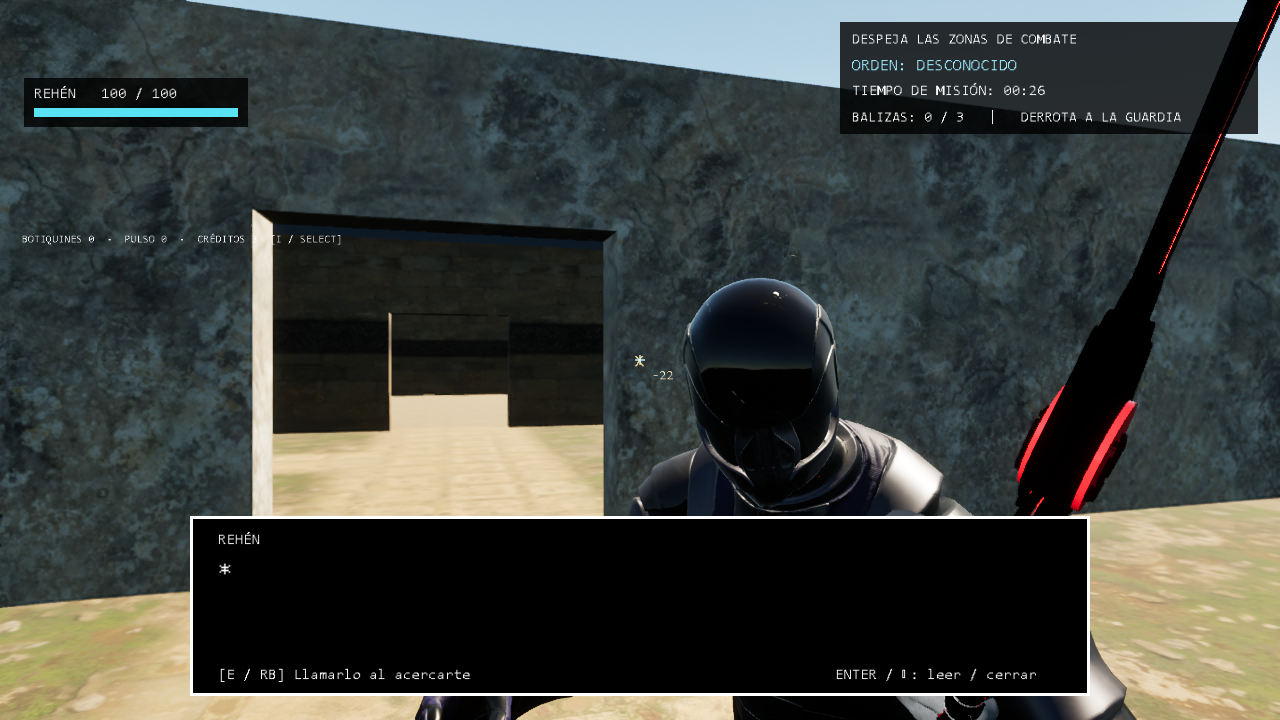 DESPEJA LAS ZONAS DE COMBATE
ORDEN: DESCONOCIDO
TIEMPO DE MISIÓN: 00:26
BALIZAS: 0 / 3 | DERROTA A LA GUARDIA
REHÉN 100 / 100
BOTIQUINES 0 · PULSO 0 · CRÉDITOS [I / SELECT]
-22
REHÉN
*
[E / RB] Llamarlo al acercarte
ENTER / : leer / cerrar